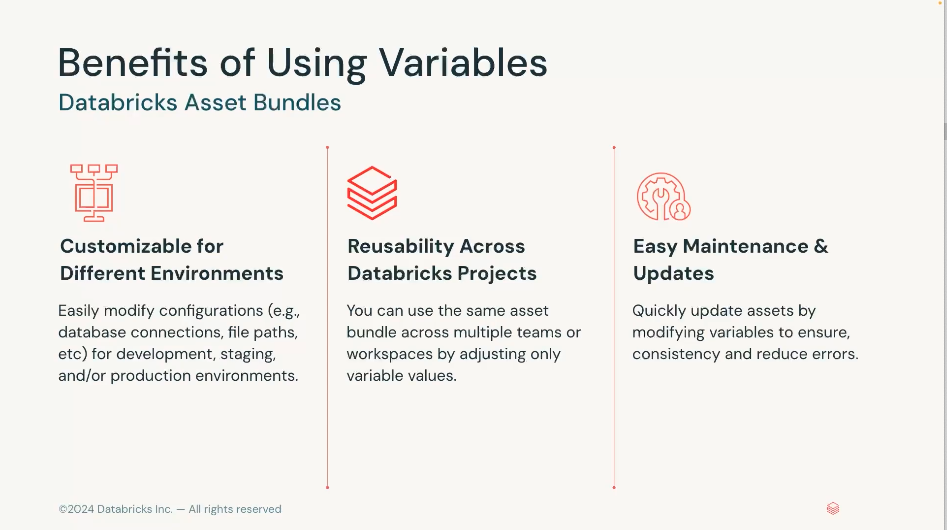 Benefits of Using Variables
Databricks Asset Bundles
Customizable for
Different Environments
Easily modify configurations (e.g.,
database connections, file paths,
etc) for development, staging,
and/or production environments.
Reusability Across
Databricks Projects
You can use the same asset
bundle across multiple teams or
workspaces by adjusting only
variable values.
Easy Maintenance &
Updates
Quickly update assets by
modifying variables to ensure,
consistency and reduce errors.
©2024 Databricks Inc. — All rights reserved